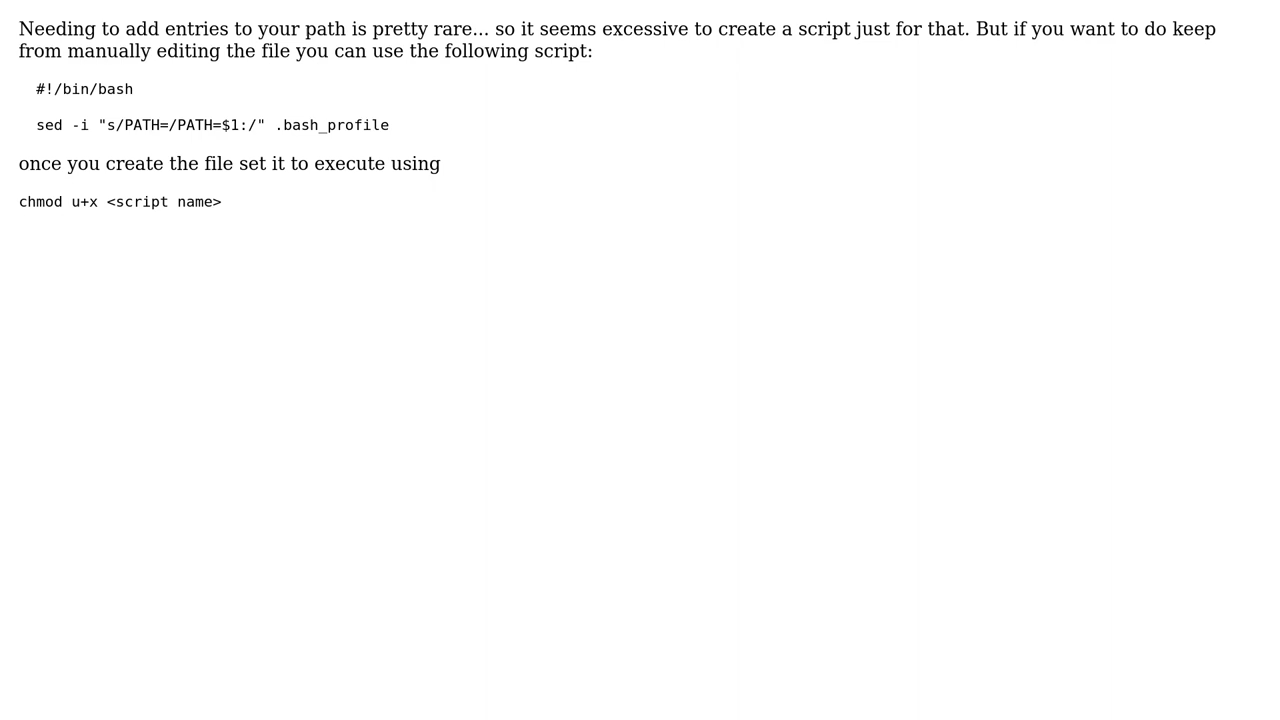 Needing to add entries to your path is pretty rare... so it seems excessive to create a script just for that. But if you want to do keep
from manually editing the file you can use the following script:
#!/bin/bash
sed -i "s/PATH=/PATH=$1:/" .bash_profile
once you create the file set it to execute using
chmod u+x <script name>